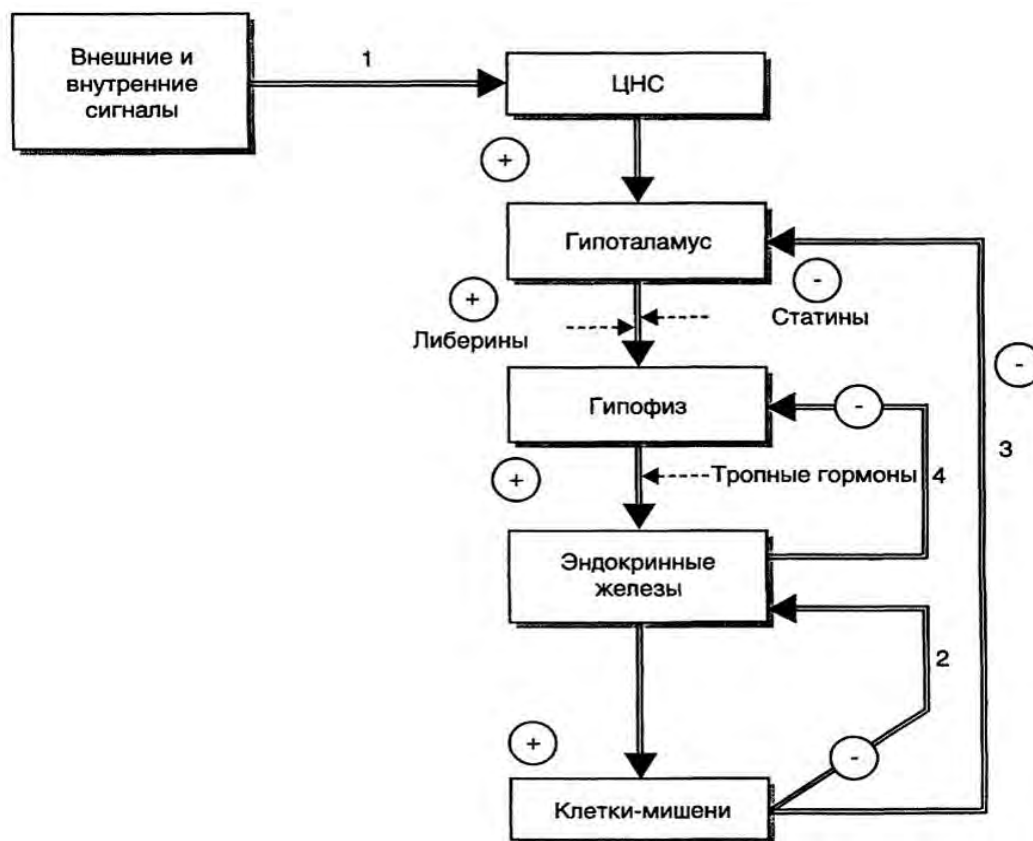 Внешние и
внутренние
сигналы
1
ЦНС
+
Гипоталамус
+
-
Либерины
Статины
-
Гипофиз
-
3
+
Тропные гормоны
4
Эндокринные
железы
2
+
-
Клетки-мишени